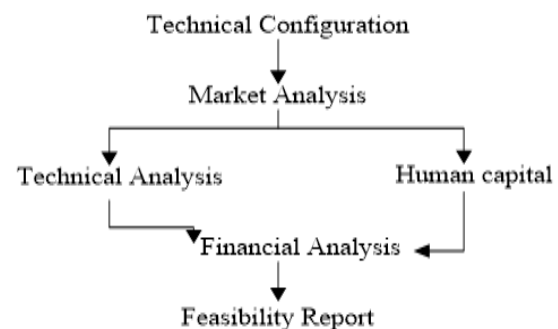 Technical Configuration
Market Analysis
Technical Analysis
Human capital
Financial Analysis
Feasibility Report